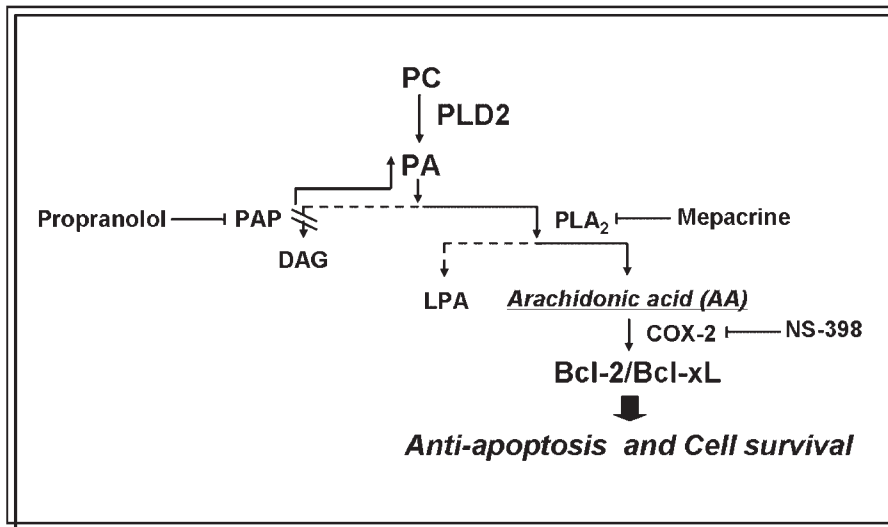 PC
PLD2
PA
Propranolol PAP PLA2 Mepacrine
DAG
LPA Arachidonic acid (AA)
COX-2 NS-398
Bcl-2/Bcl-xL
Anti-apoptosis and Cell survival